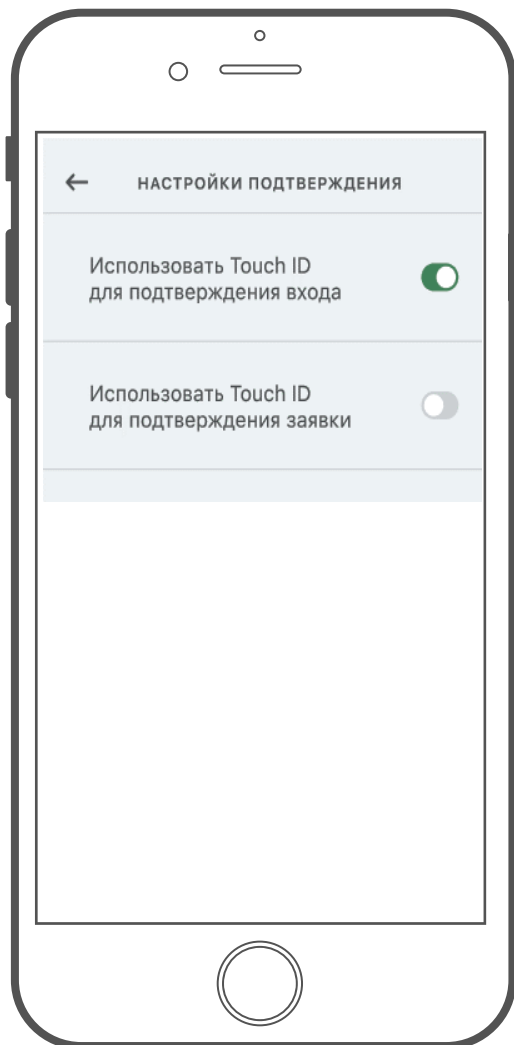 НАСТРОЙКИ ПОДТВЕРЖДЕНИЯ
Использовать Touch ID
для подтверждения входа
Использовать Touch ID
для подтверждения заявки